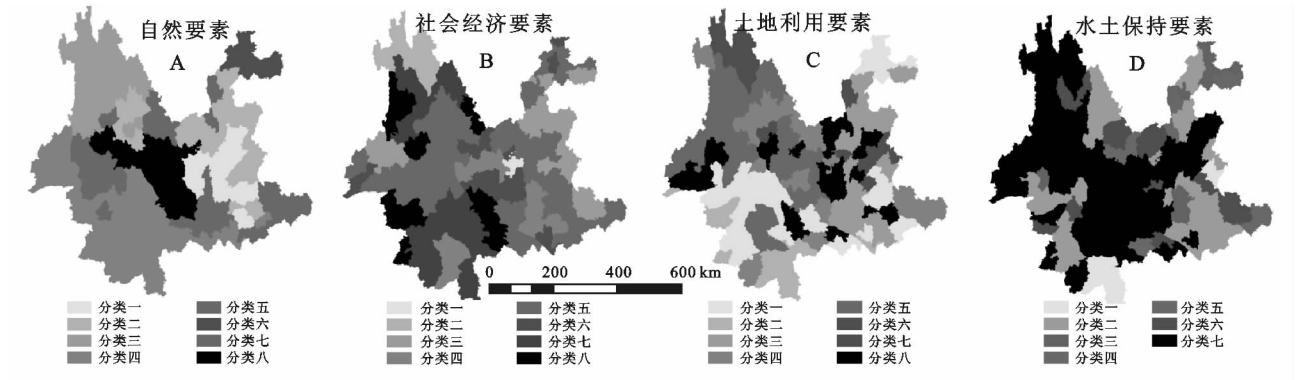 自然要素
A
社会经济要素
B
土地利用要素
C
水土保持要素
D
0 200 400 600 km
分类一 分类五
分类二 分类六
分类三 分类七
分类四 分类八
分类一 分类五
分类二 分类六
分类三 分类七
分类四 分类八
分类一 分类五
分类二 分类六
分类三 分类七
分类四 分类八
分类一 分类五
分类二 分类六
分类三 分类七
分类四